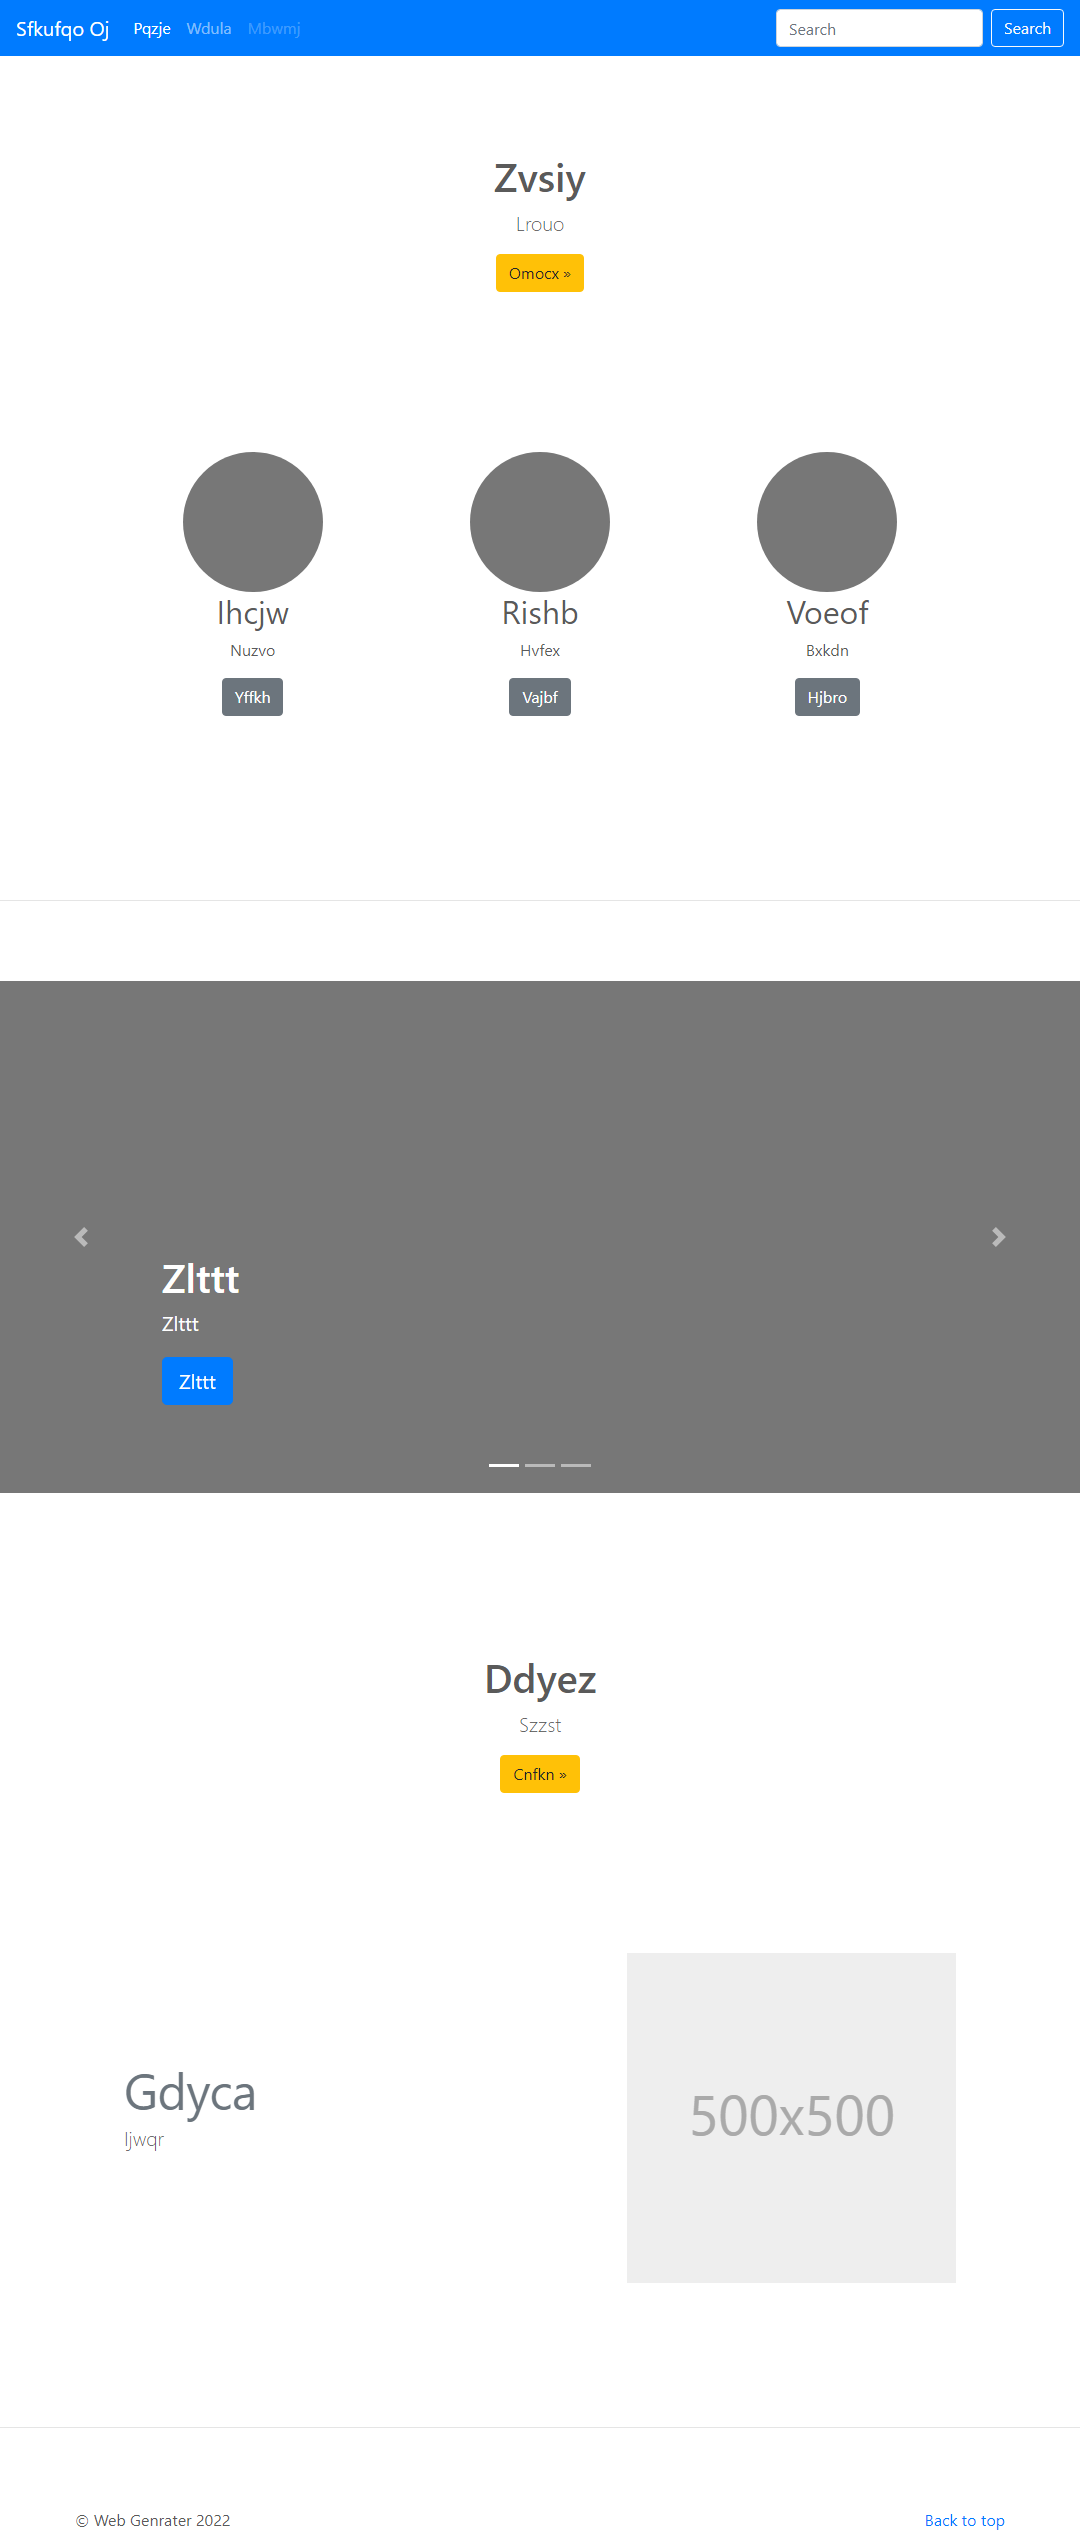 Sfkufqo Oj Pqzje Wdula Mbwmj Search Search
Zvsiy
Lrouo
Omocx »
Ihcjw Rishb Voeof
Nuzvo Hvfex Bxkdn
Yffkh Vajbf Hjbro
Zlttt
Zlttt
Zlttt
Ddyez
Szzst
Cnfkn »
Gdyca
Ijwqr
500x500
© Web Genrater 2022 Back to top